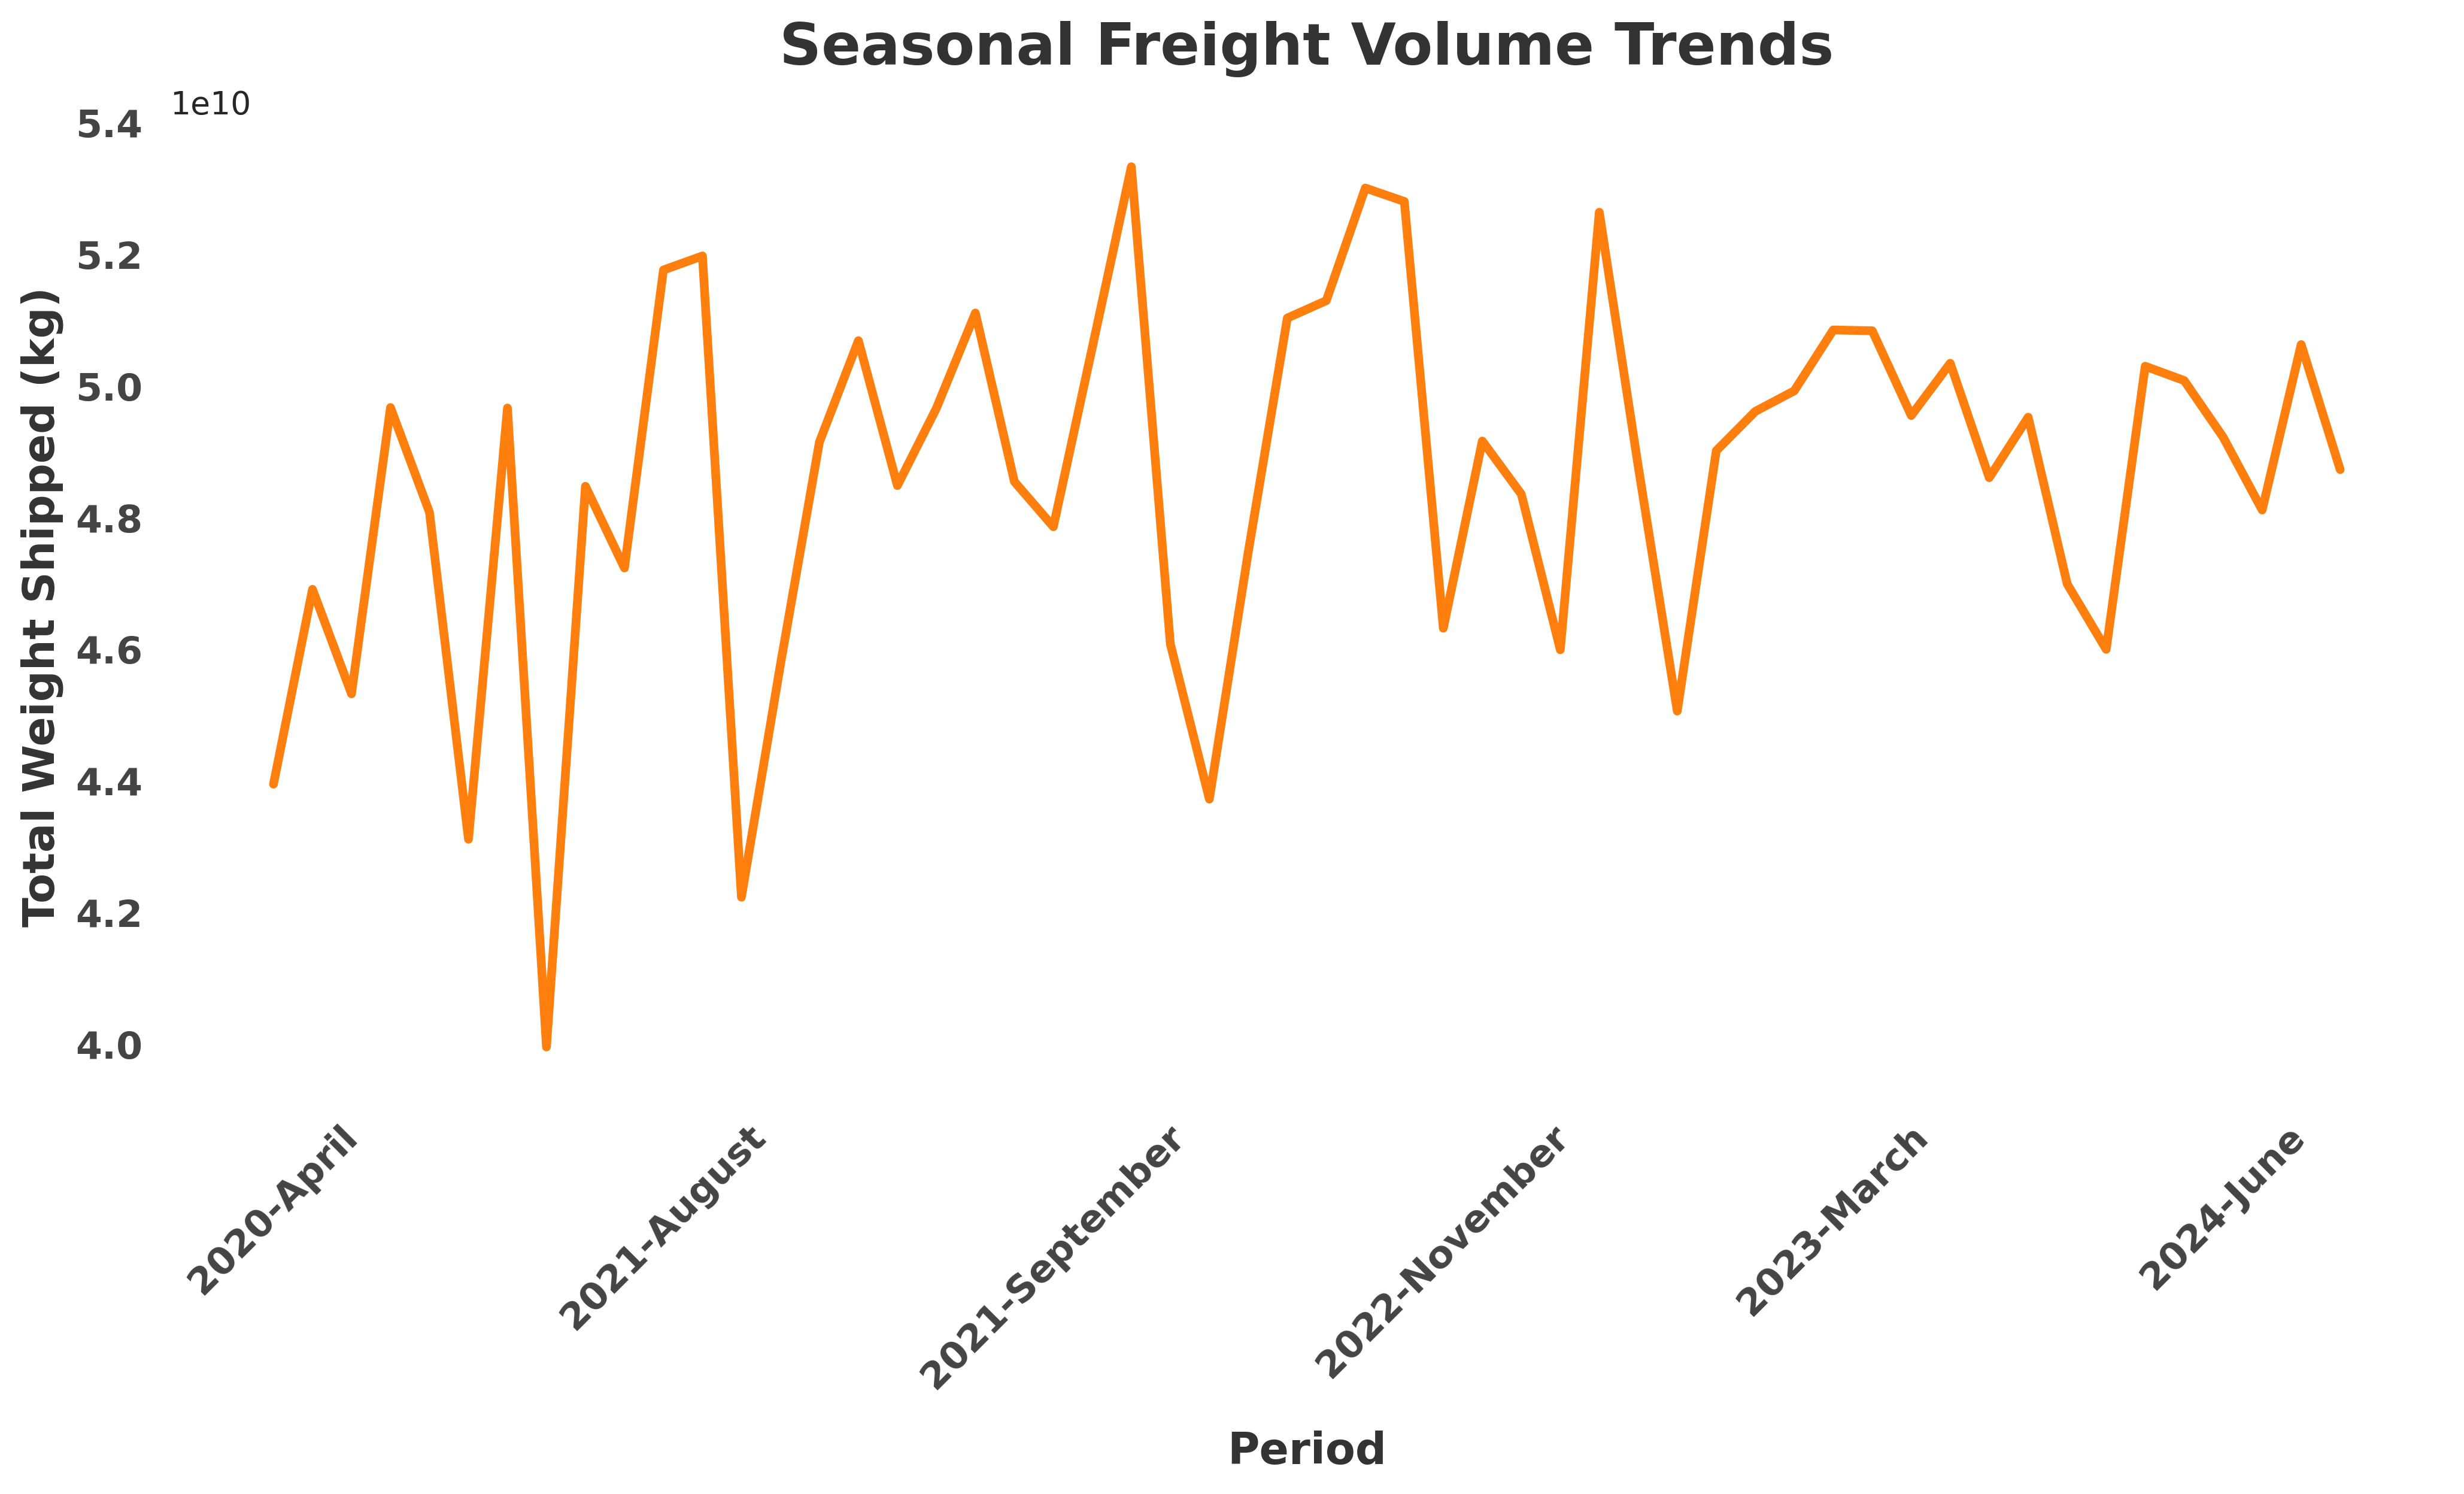 Seasonal Freight Volume Trends
1e10
5.4
5.2
5.0
4.8
4.6
4.4
4.2
4.0
Total Weight Shipped (kg)
2020-April
2021-August
2021-September
2022-November
2023-March
2024-June
Period